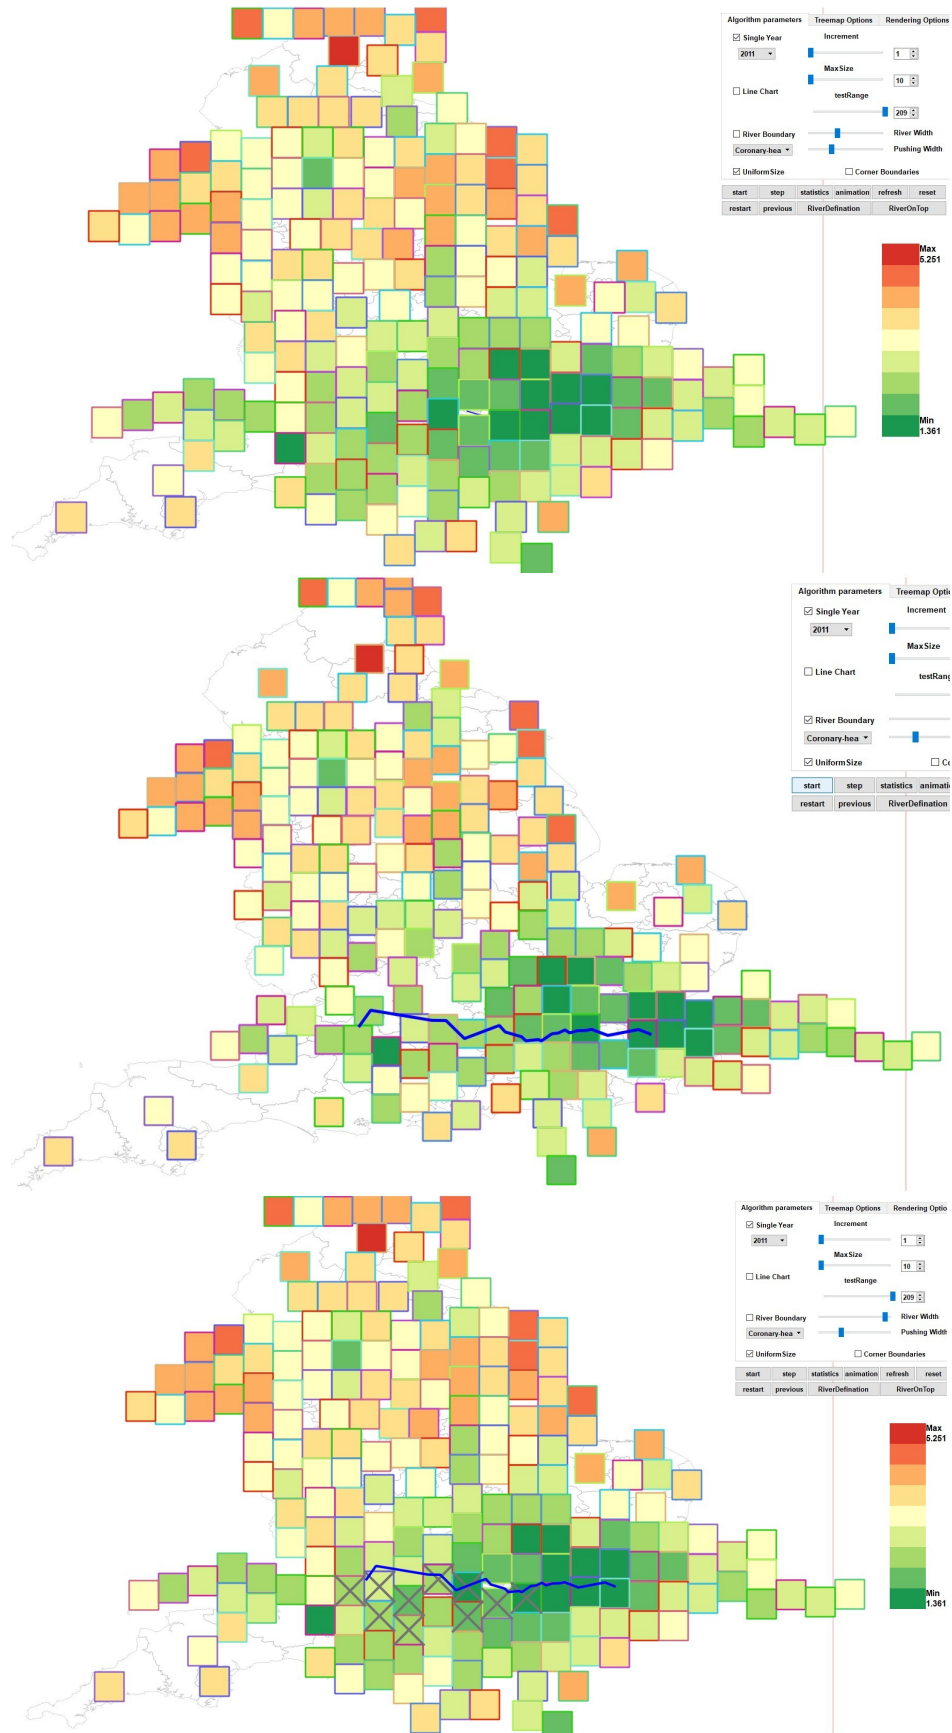 Algorithm parameters Treemap Options Rendering Options
Single Year Increment
2011 1
MaxSize
10
Line Chart testRange
209
River Boundary River Width
Coronary-hea Pushing Width
UniformSize Corner Boundaries
start step statistics animation refresh reset
restart previous RiverDefination RiverOnTop
Max
5.251
Min
1.361
Algorithm parameters Treemap Optio
Single Year Increment
2011
MaxSize
Line Chart testRang
River Boundary
Coronary-hea
UniformSize Co
start step statistics animatio
restart previous RiverDefination
Algorithm parameters Treemap Options Rendering Optio
Single Year Increment
2011 1
MaxSize
10
Line Chart testRange
209
River Boundary River Width
Coronary-hea Pushing Width
UniformSize Corner Boundaries
start step statistics animation refresh reset
restart previous RiverDefination RiverOnTop
Max
5.251
Min
1.361